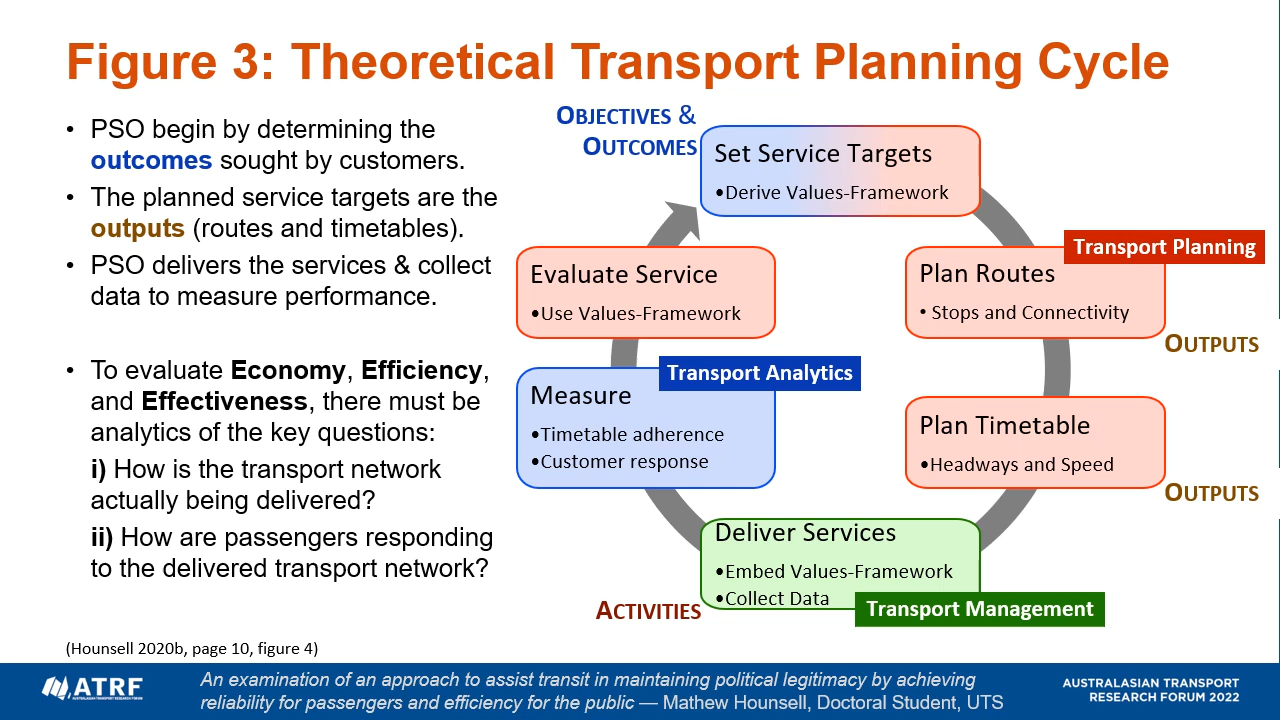 Figure 3: Theoretical Transport Planning Cycle
• PSO begin by determining the
outcomes sought by customers.
• The planned service targets are the
outputs (routes and timetables).
• PSO delivers the services & collect
data to measure performance.
• To evaluate Economy, Efficiency,
and Effectiveness, there must be
analytics of the key questions:
i) How is the transport network
actually being delivered?
ii) How are passengers responding
to the delivered transport network?
(Hounsell 2020b, page 10, figure 4)
OBJECTIVES &
OUTCOMES
Set Service Targets
•Derive Values-Framework
Transport Planning
Plan Routes
• Stops and Connectivity
OUTPUTS
Plan Timetable
•Headways and Speed
OUTPUTS
Deliver Services
•Embed Values-Framework
•Collect Data
Transport Management
ACTIVITIES
Transport Analytics
Measure
•Timetable adherence
•Customer response
Evaluate Service
•Use Values-Framework
ATRF
AUSTRALASIAN TRANSPORT RESEARCH FORUM
An examination of an approach to assist transit in maintaining political legitimacy by achieving
reliability for passengers and efficiency for the public — Mathew Hounsell, Doctoral Student, UTS
AUSTRALASIAN TRANSPORT
RESEARCH FORUM 2022